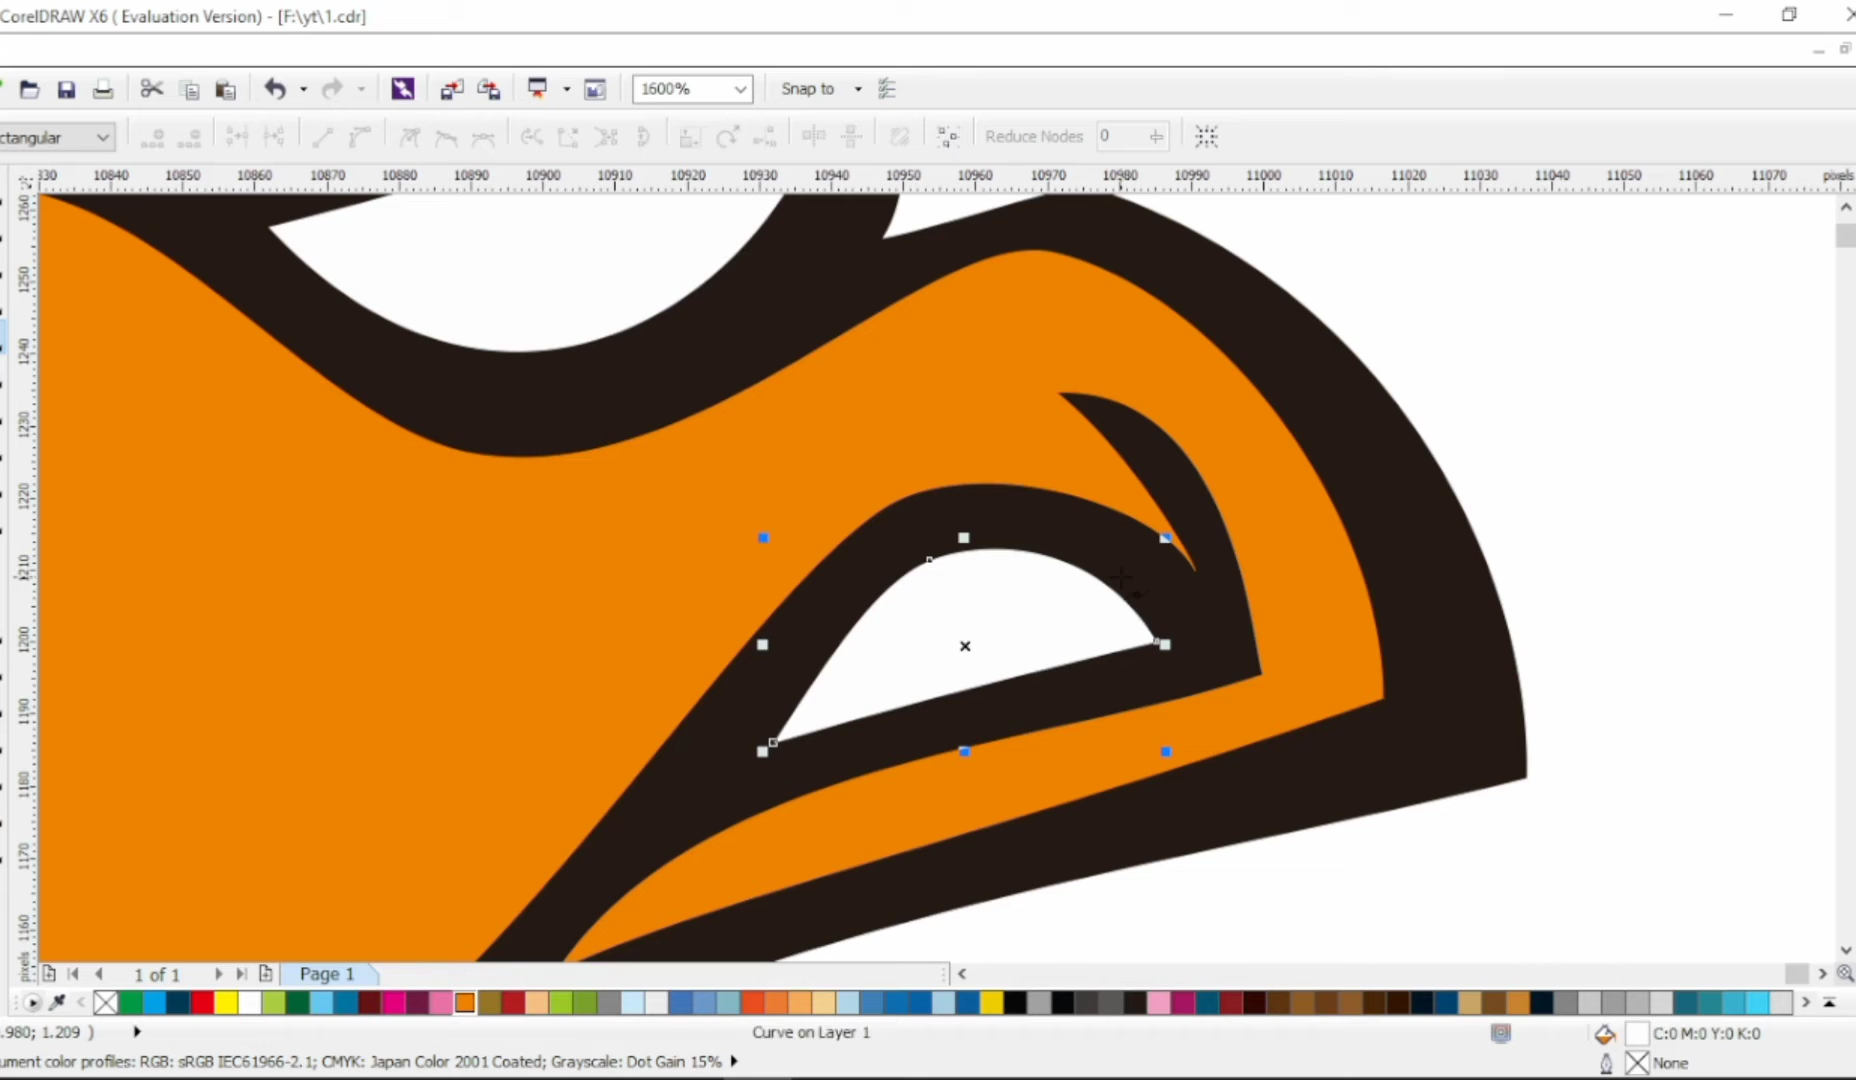 CorelDRAW X6 ( Evaluation Version) - [F:\yt\1.cdr]
1600% Snap to
ctangular Reduce Nodes 0
330 10840 10850 10860 10870 10880 10890 10900 10910 10920 10930 10940 10950 10960 10970 10980 10990 11000 11010 11020 11030 11040 11050 11060 11070 pixels
1260
1250
1240
1230
1220
1210
1200
1190
1180
1170
1160
pixels
1 of 1 Page 1
.980; 1.209 ) Curve on Layer 1 C:0 M:0 Y:0 K:0
ument color profiles: RGB: sRGB IEC61966-2.1; CMYK: Japan Color 2001 Coated; Grayscale: Dot Gain 15% None